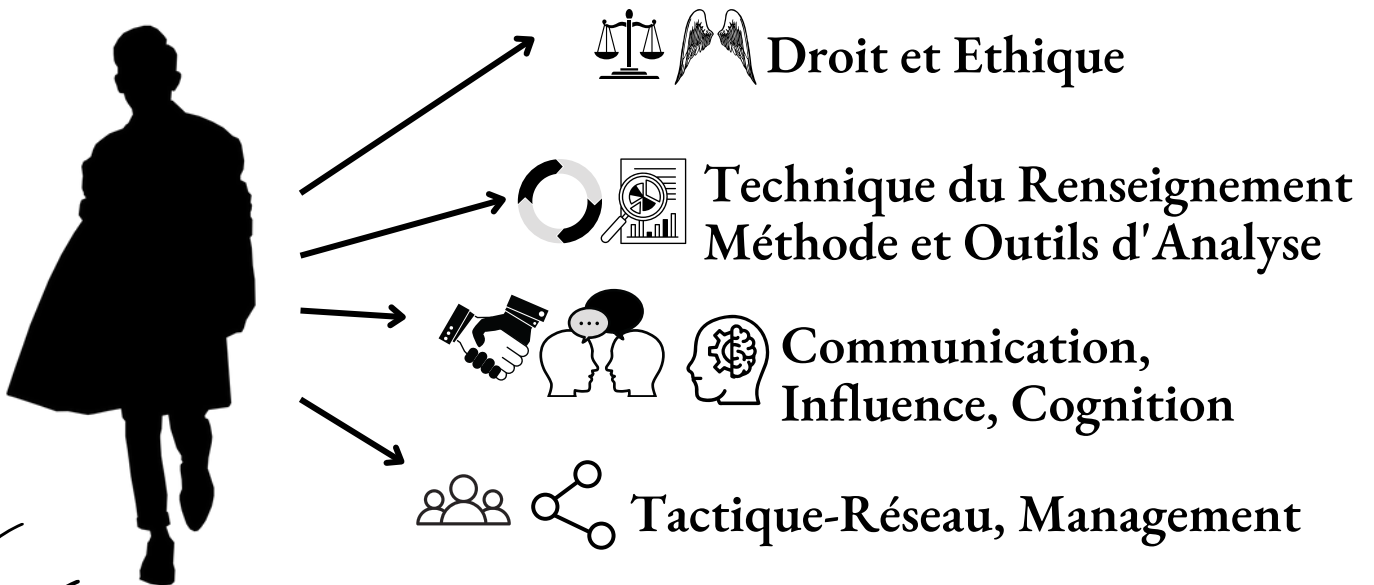 Droit et Ethique
Technique du Renseignement
Méthode et Outils d'Analyse
Communication,
Influence, Cognition
Tactique-Réseau, Management